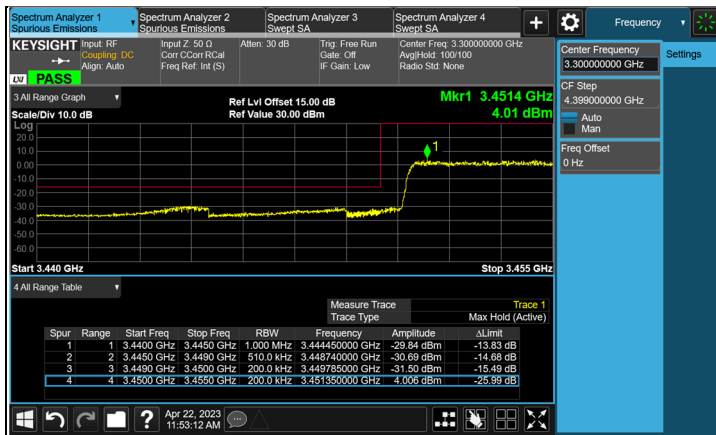 Spectrum Analyzer 1
Spurious Emissions
Spectrum Analyzer 2
Spurious Emissions
Spectrum Analyzer 3
Swept SA
Spectrum Analyzer 4
Swept SA
+
Frequency
KEYSIGHT
Input: RF
Coupling: DC
Align: Auto
Input Z: 50 Ω
Corr CCorr RCal
Freq Ref: Int (S)
Atten: 30 dB
Trig: Free Run
Gate: Off
IF Gain: Low
Center Freq: 3.300000000 GHz
Avg|Hold: 100/100
Radio Std: None
LXI PASS
Center Frequency
3.300000000 GHz
Settings
CF Step
4.399000000 GHz
Auto
Man
Freq Offset
0 Hz
3 All Range Graph
Scale/Div 10.0 dB
Ref Lvl Offset 15.00 dB
Ref Value 30.00 dBm
Mkr1 3.4514 GHz
4.01 dBm
Log
20.0
10.0
0.00
-10.0
-20.0
-30.0
-40.0
-50.0
-60.0
1
Start 3.440 GHz
Stop 3.455 GHz
4 All Range Table
Measure Trace Trace 1
Trace Type Max Hold (Active)
Spur Range Start Freq Stop Freq RBW Frequency Amplitude ΔLimit
1 1 3.4400 GHz 3.4450 GHz 1.000 MHz 3.444450000 GHz -29.84 dBm -13.83 dB
2 2 3.4450 GHz 3.4490 GHz 510.0 kHz 3.448740000 GHz -30.69 dBm -14.68 dB
3 3 3.4490 GHz 3.4500 GHz 200.0 kHz 3.449785000 GHz -31.50 dBm -15.49 dB
4 4 3.4500 GHz 3.4550 GHz 200.0 kHz 3.451350000 GHz 4.006 dBm -25.99 dB
?
Apr 22, 2023
11:53:12 AM